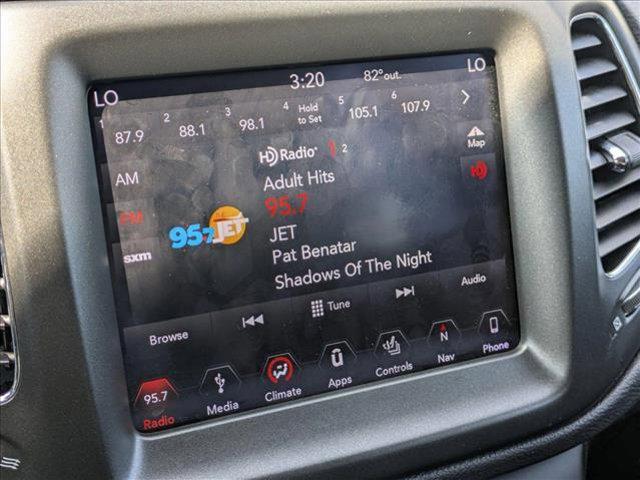 LO 3:20 82° out. LO
1 87.9 2 88.1 3 98.1 4 Hold to Set 5 105.1 6 107.9
Map
HD Radio 1 2
AM
Adult Hits
FM
95.7
95.7 JET
JET
sxm
Pat Benatar
Shadows Of The Night
Browse
Tune
Audio
95.7
Radio
Media
Climate
Apps
Controls
N
Nav
Phone